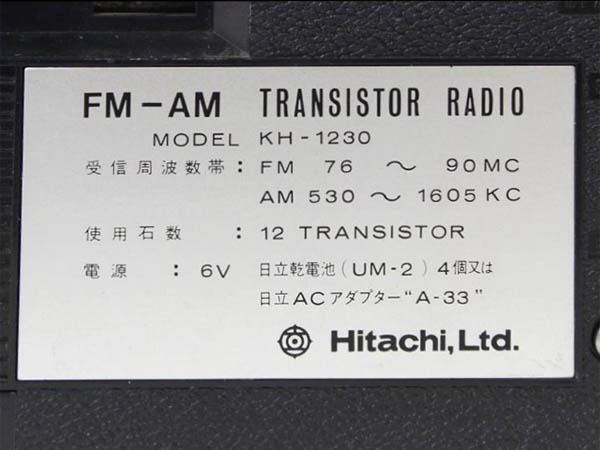 FM-AM TRANSISTOR RADIO
MODEL KH-1230
受信周波数帯: FM 76 ～ 90MC
AM 530 ～ 1605KC
使用石数 : 12 TRANSISTOR
電源 : 6V 日立乾電池(UM-2)4個又は
日立ACアダプター"A-33"
Hitachi, Ltd.